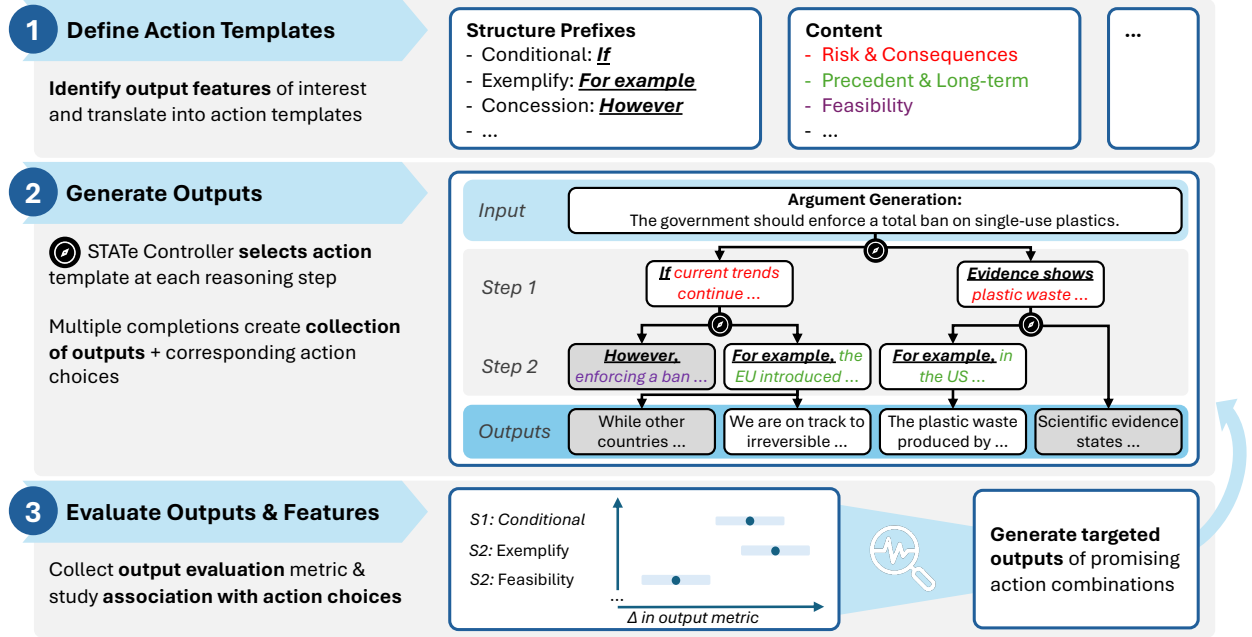 1 Define Action Templates
Identify output features of interest
and translate into action templates
Structure Prefixes
- Conditional: If
- Exemplify: For example
- Concession: However
- ...
Content
- Risk & Consequences
- Precedent & Long-term
- Feasibility
- ...
...
2 Generate Outputs
STATe Controller selects action
template at each reasoning step
Multiple completions create collection
of outputs + corresponding action
choices
Input
Argument Generation:
The government should enforce a total ban on single-use plastics.
Step 1
If current trends
continue ...
Evidence shows
plastic waste ...
Step 2
However,
enforcing a ban ...
For example, the
EU introduced ...
For example, in
the US ...
Outputs
While other
countries ...
We are on track to
irreversible ...
The plastic waste
produced by ...
Scientific evidence
states ...
3 Evaluate Outputs & Features
Collect output evaluation metric &
study association with action choices
S1: Conditional
S2: Exemplify
S2: Feasibility
...
Δ in output metric
Generate targeted
outputs of promising
action combinations